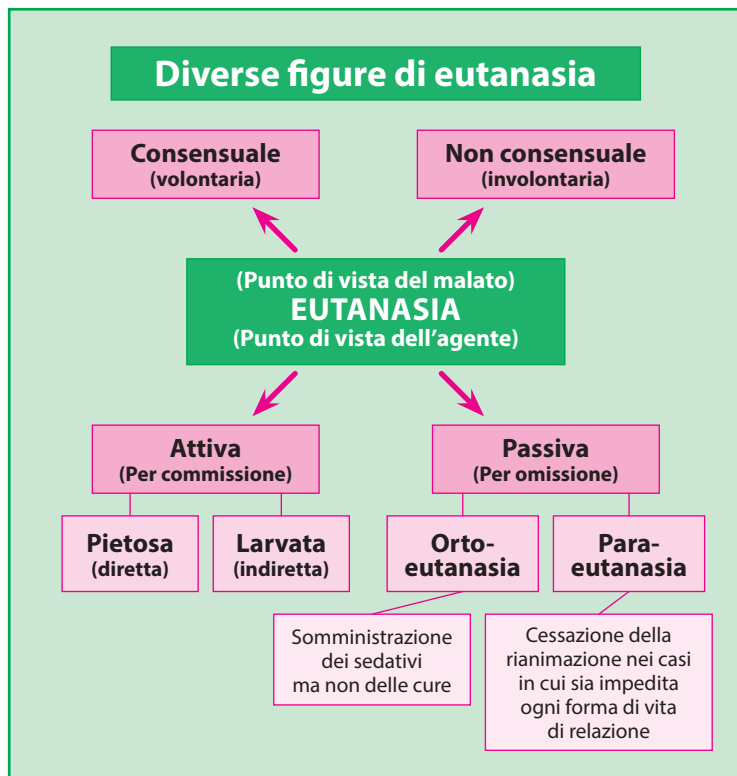 Diverse figure di eutanasia
Consensuale
(volontaria)
Non consensuale
(involontaria)
(Punto di vista del malato)
EUTANASIA
(Punto di vista dell’agente)
Attiva
(Per commissione)
Passiva
(Per omissione)
Pietosa
(diretta)
Larvata
(indiretta)
Orto-
eutanasia
Para-
eutanasia
Somministrazione
dei sedativi
ma non delle cure
Cessazione della
rianimazione nei casi
in cui sia impedita
ogni forma di vita
di relazione